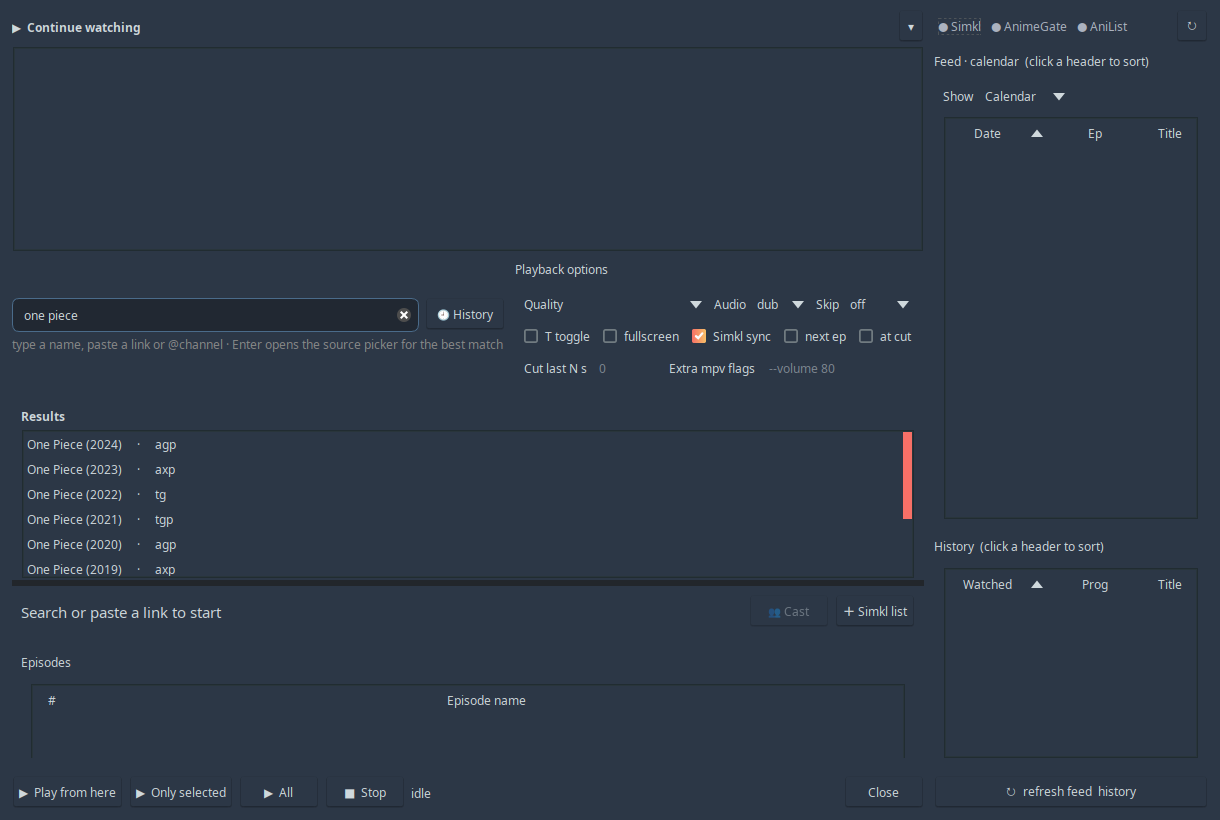 ▶ Continue watching
▼
Simkl AnimeGate AniList ↻
Feed · calendar (click a header to sort)
Show Calendar
Date Ep Title
Playback options
one piece
🕘 History
type a name, paste a link or @channel · Enter opens the source picker for the best match
Quality Audio dub Skip off
T toggle fullscreen Simkl sync next ep at cut
Cut last N s 0 Extra mpv flags --volume 80
Results
One Piece (2024) · agp
One Piece (2023) · axp
One Piece (2022) · tg
One Piece (2021) · tgp
One Piece (2020) · agp
One Piece (2019) · axp
History (click a header to sort)
Watched Prog Title
Search or paste a link to start
👥 Cast + Simkl list
Episodes
# Episode name
▶ Play from here ▶ Only selected ▶ All ■ Stop idle Close
↻ refresh feed history